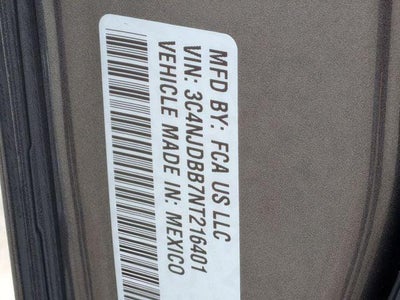 MFD BY: FCA US LLC
VIN: 3C4NJDBB7NT216401
VEHICLE MADE IN: MEXICO